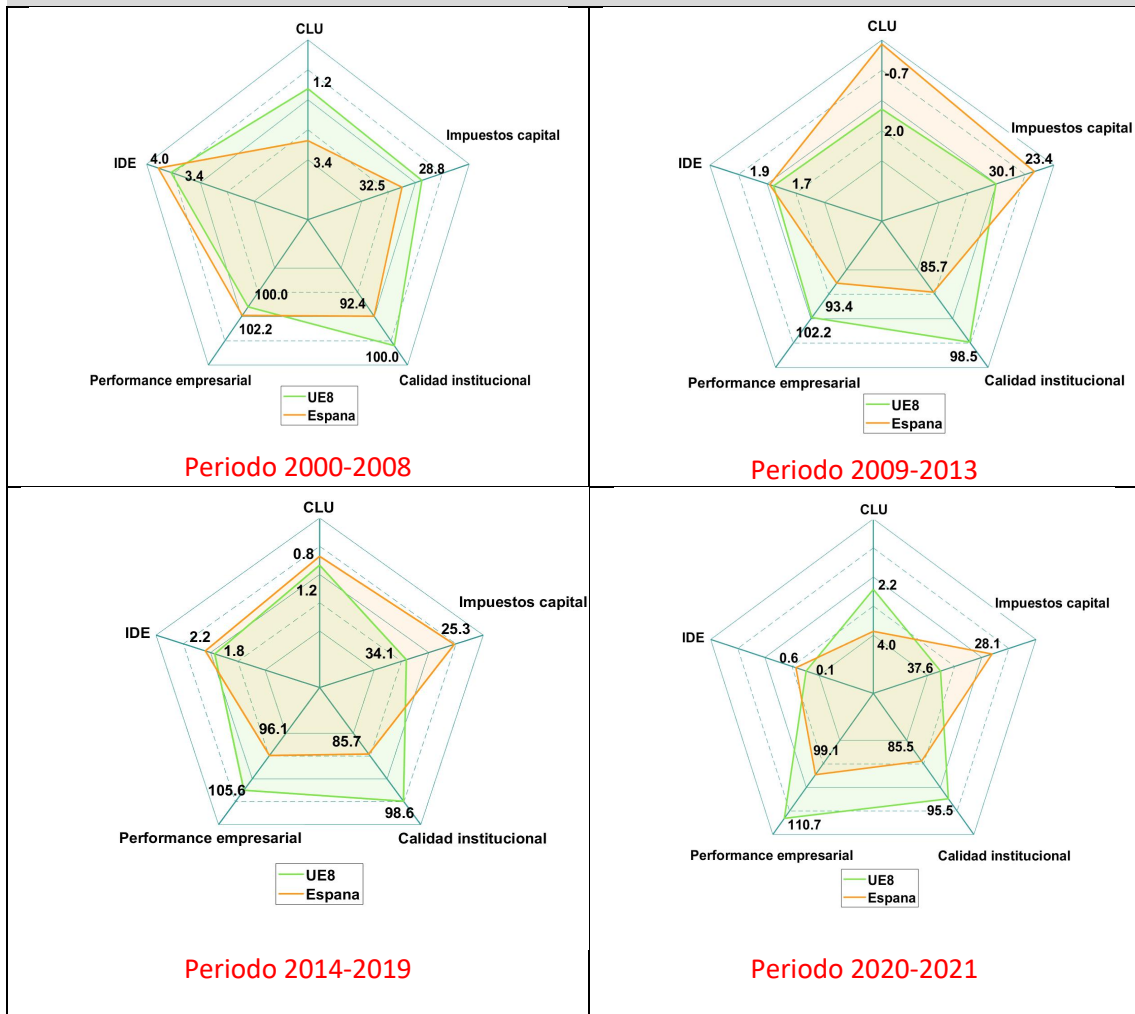 CLU
1.2
Impuestos capital
IDE
4.0
3.4
28.8
3.4
32.5
100.0
92.4
102.2
100.0
Performance empresarial
Calidad institucional
UE8
Espana
Periodo 2000-2008
CLU
-0.7
2.0
Impuestos capital
IDE
1.9
1.7
30.1
23.4
85.7
93.4
102.2
98.5
Performance empresarial
Calidad institucional
UE8
Espana
Periodo 2009-2013
CLU
0.8
1.2
Impuestos capital
IDE
2.2
1.8
34.1
25.3
96.1
85.7
105.6
98.6
Performance empresarial
Calidad institucional
UE8
Espana
Periodo 2014-2019
CLU
2.2
Impuestos capital
IDE
0.6
0.1
4.0
37.6
28.1
99.1
85.5
110.7
95.5
Performance empresarial
Calidad institucional
UE8
Espana
Periodo 2020-2021